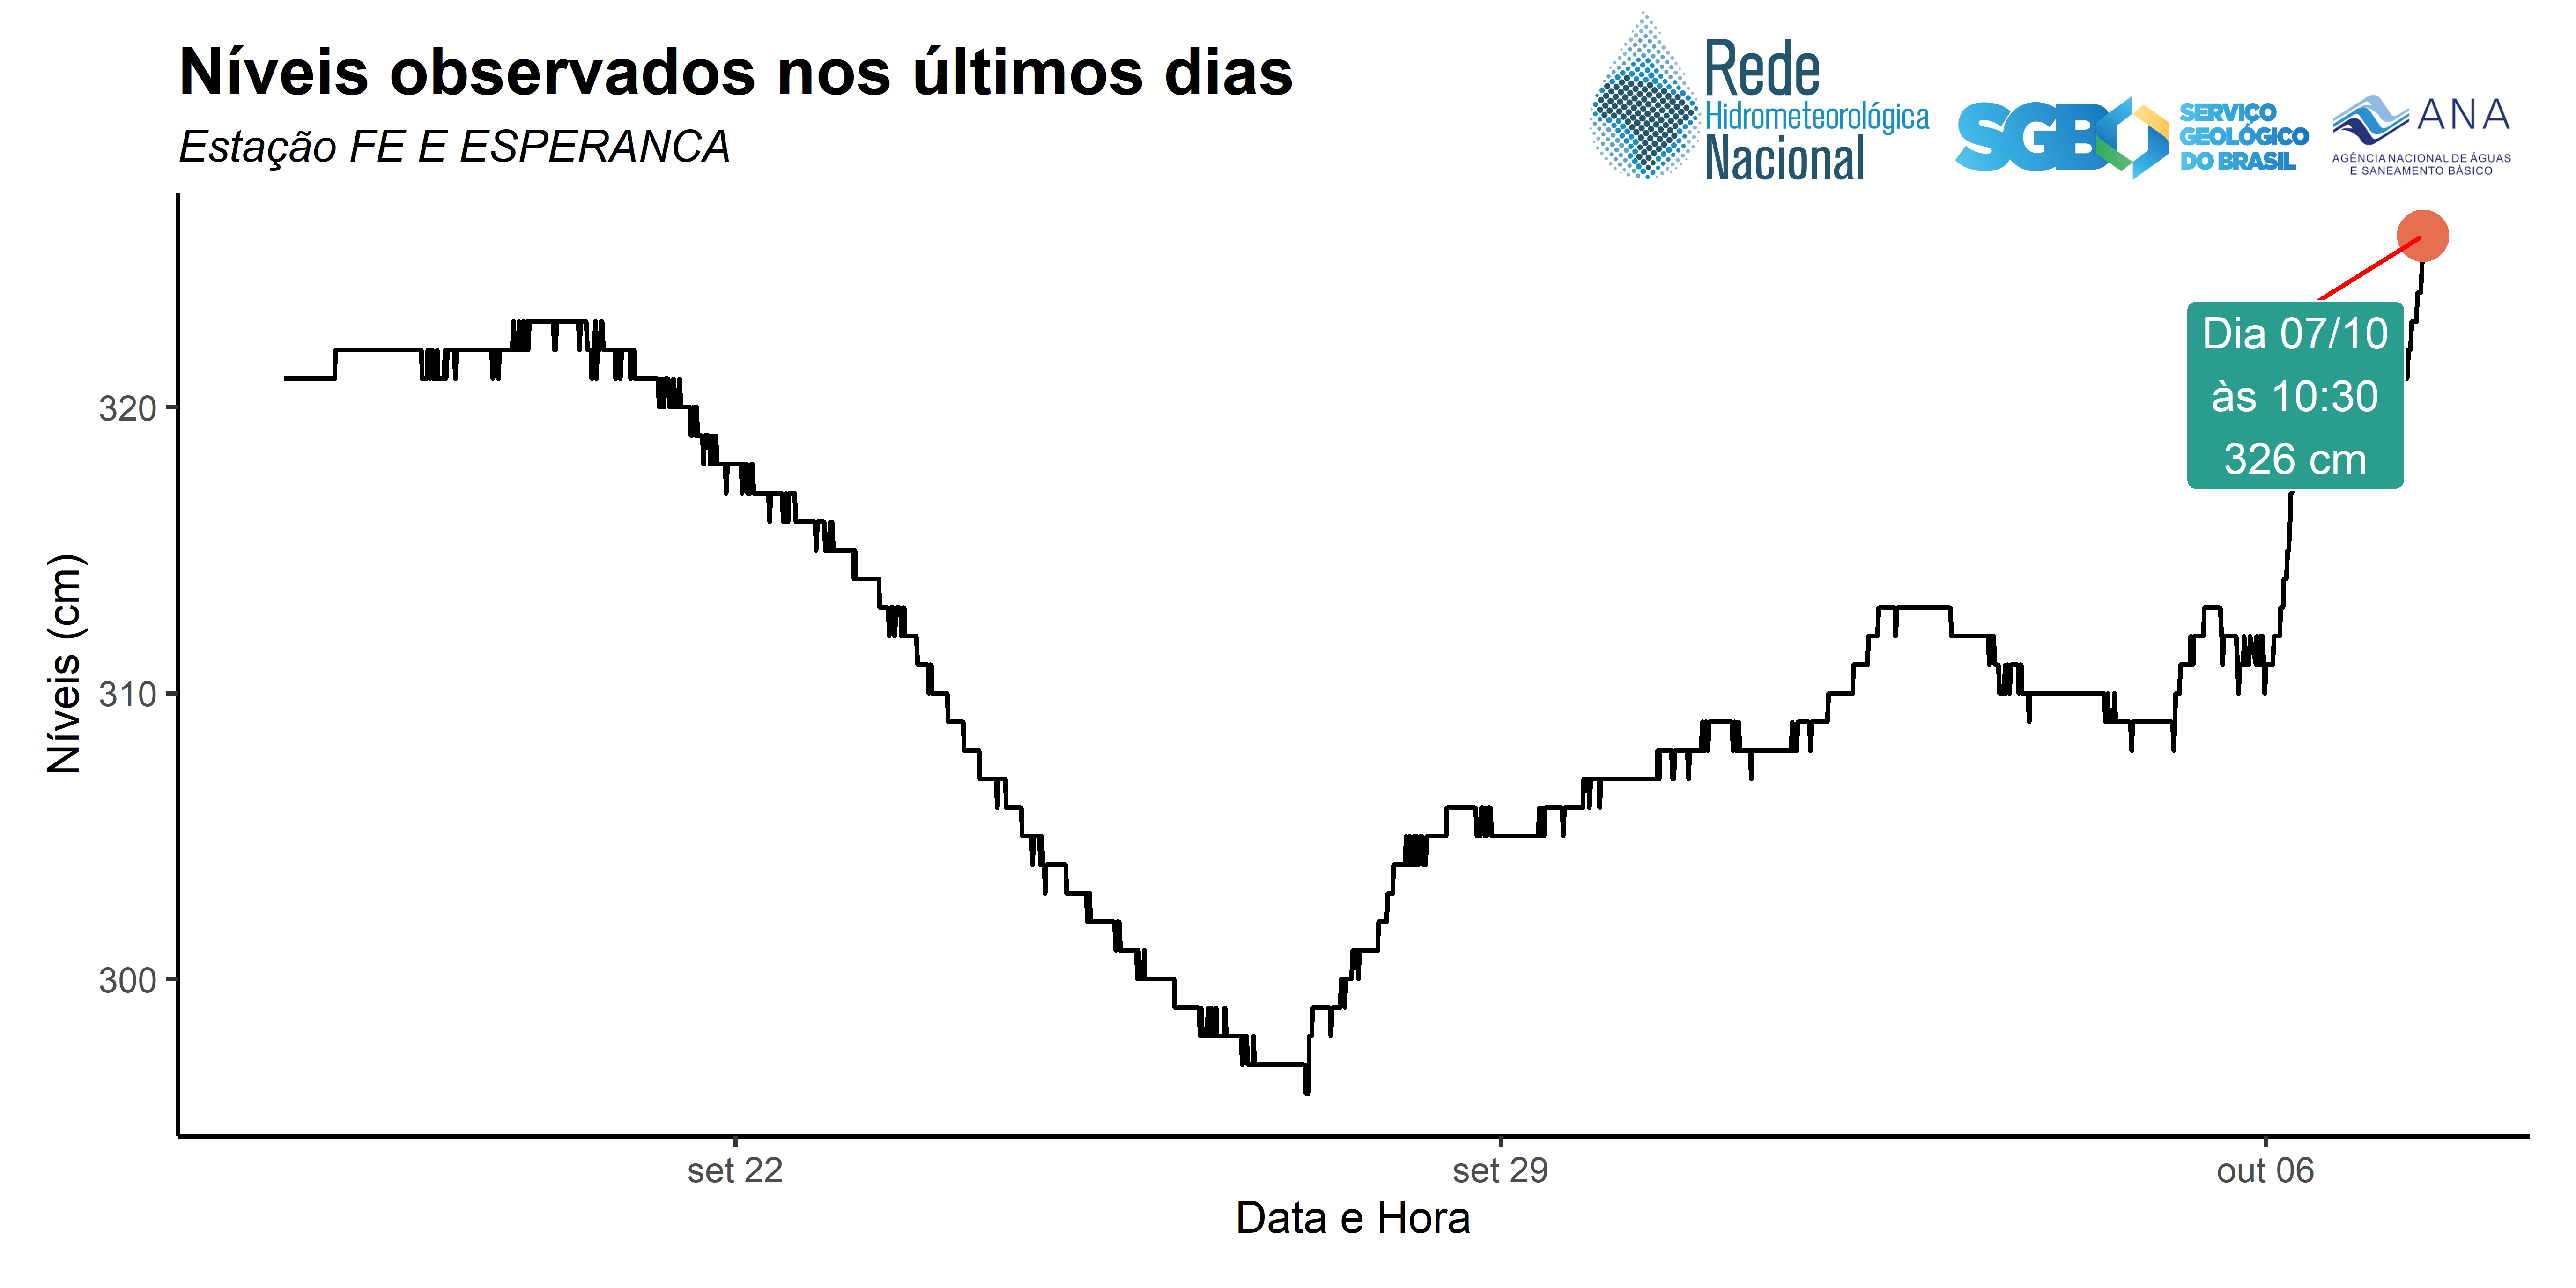 Níveis observados nos últimos dias
Estação FE E ESPERANCA
Rede
Hidrometeorológica
Nacional
SGB
SERVIÇO
GEOLÓGICO
DO BRASIL
ANA
AGÊNCIA NACIONAL DE ÁGUAS
E SANEAMENTO BÁSICO
Dia 07/10
às 10:30
326 cm
Níveis (cm)
320
310
300
set 22
set 29
out 06
Data e Hora